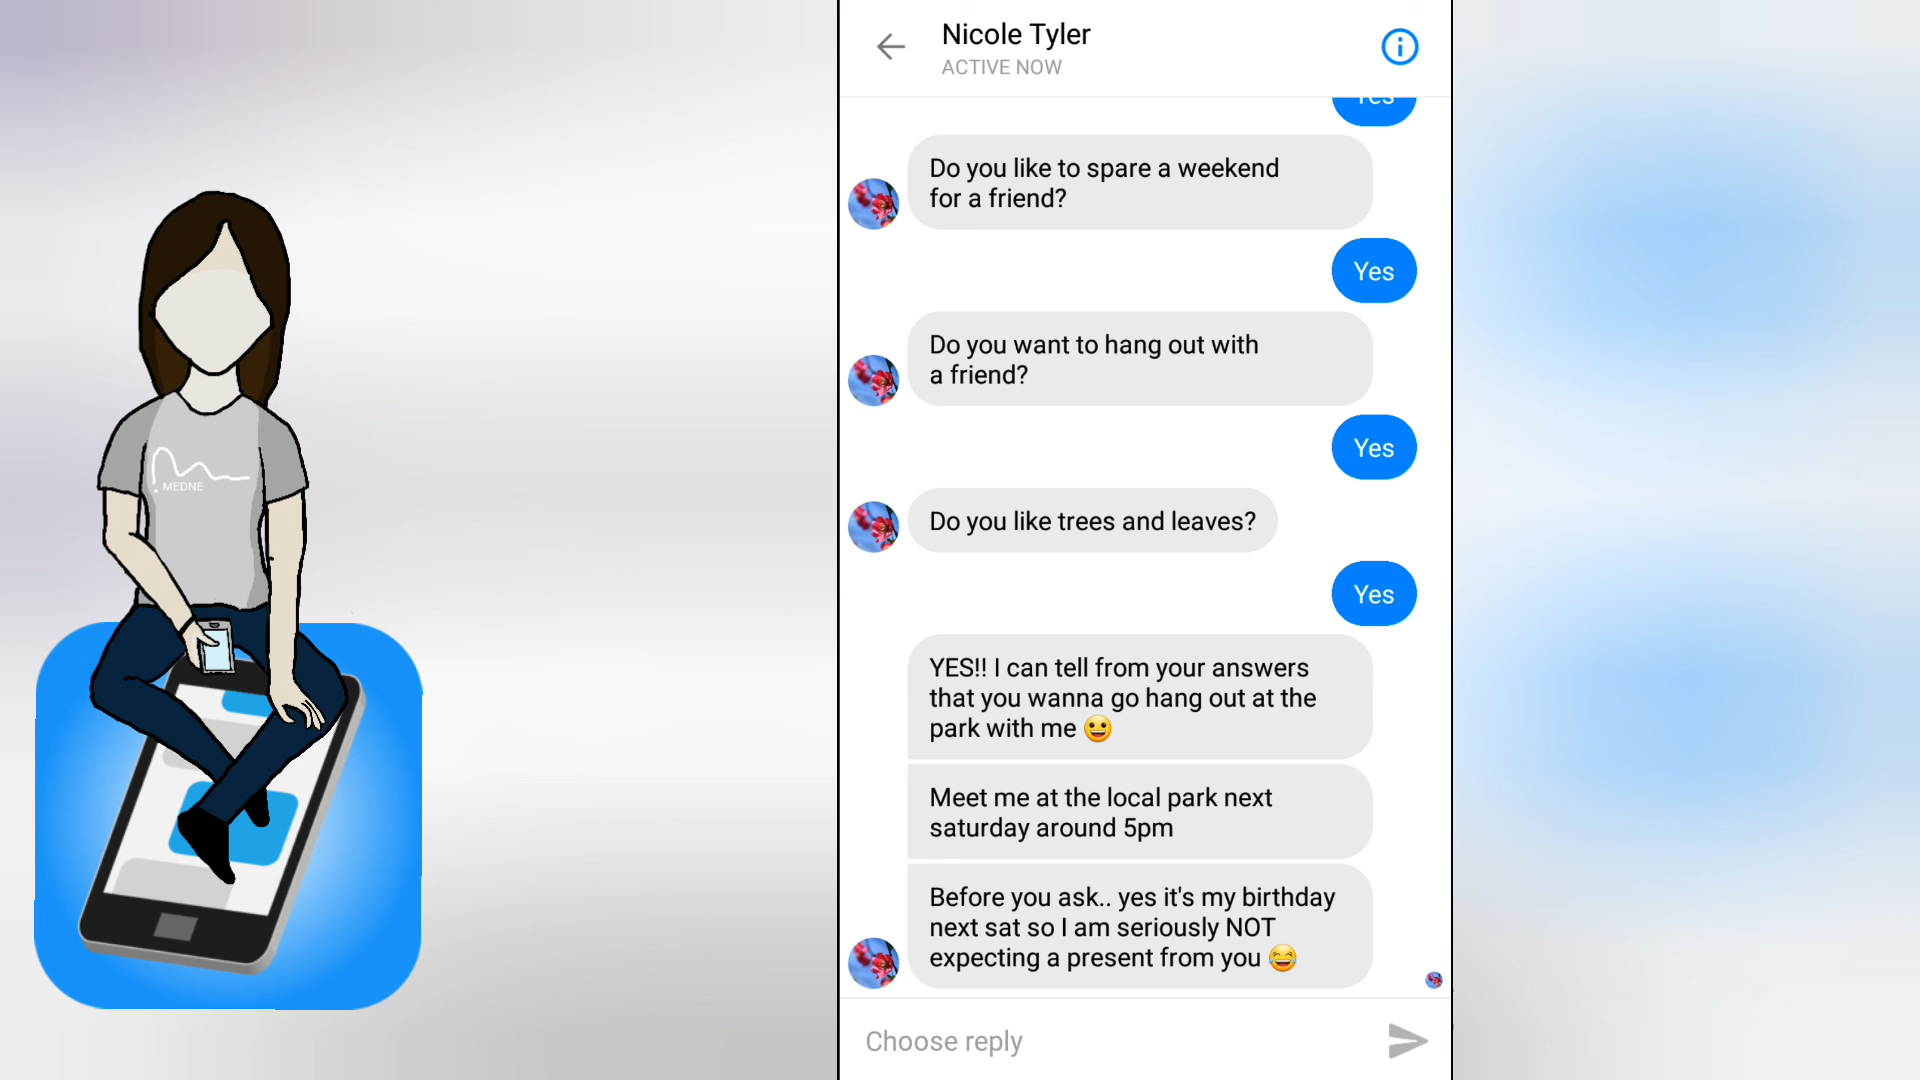 Nicole Tyler
ACTIVE NOW
Yes
Do you like to spare a weekend
for a friend?
Yes
Do you want to hang out with
a friend?
Yes
Do you like trees and leaves?
Yes
YES!! I can tell from your answers
that you wanna go hang out at the
park with me 😀
Meet me at the local park next
saturday around 5pm
Before you ask.. yes it's my birthday
next sat so I am seriously NOT
expecting a present from you 😂
Choose reply
MEDNE